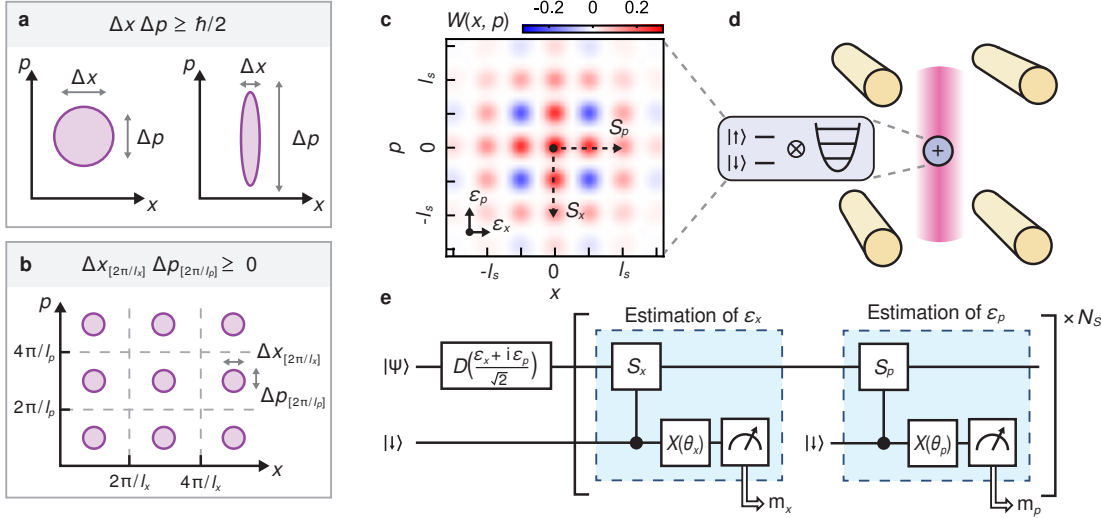 a
Δx Δp ≥ ħ/2
p
Δx
Δp
x
p
Δx
Δp
x
b
Δx[2π/lx] Δp[2π/lp] ≥ 0
p
4π/lp
2π/lp
Δx[2π/lx]
Δp[2π/lp]
2π/lx
4π/lx
x
c
W(x, p)
-0.2
0.0
0.2
p
ls
0
-ls
Sp
Sx
εp
εx
-ls
0
ls
x
d
|↑⟩
|↓⟩
⊗
+
e
Estimation of εx
Estimation of εp
× NS
|Ψ⟩
D(εx + i εp / √2)
Sx
Sp
|↓⟩
X(θx)
|↓⟩
X(θp)
mx
mp